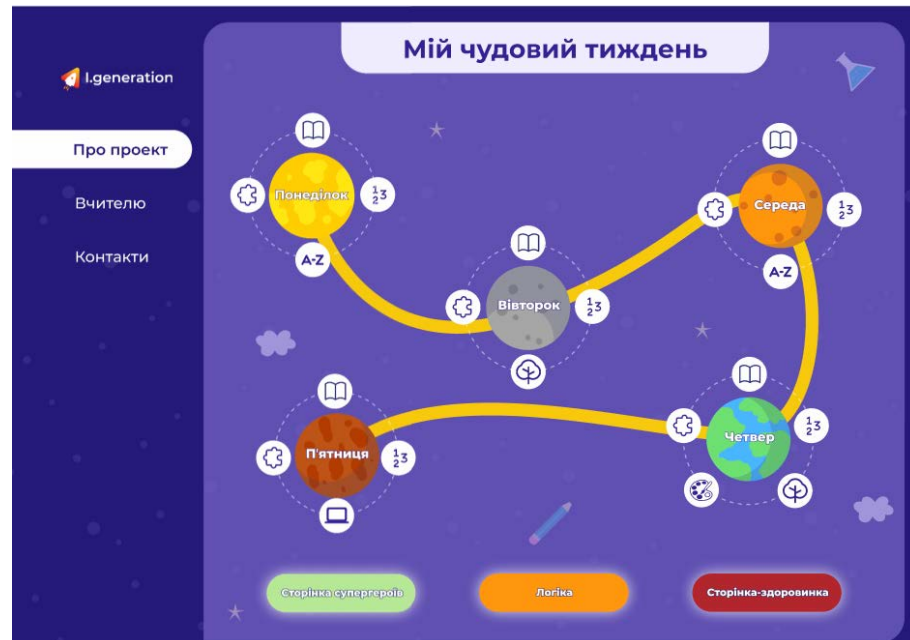 Мій чудовий тиждень
I.generation
Про проект
Вчителю
Контакти
Понеділок
1 2 3
A-Z
Вівторок
1 2 3
Середа
1 2 3
A-Z
Четвер
1 2 3
П'ятниця
1 2 3
Сторінка супергероїв
Логіка
Сторінка-здоровинка